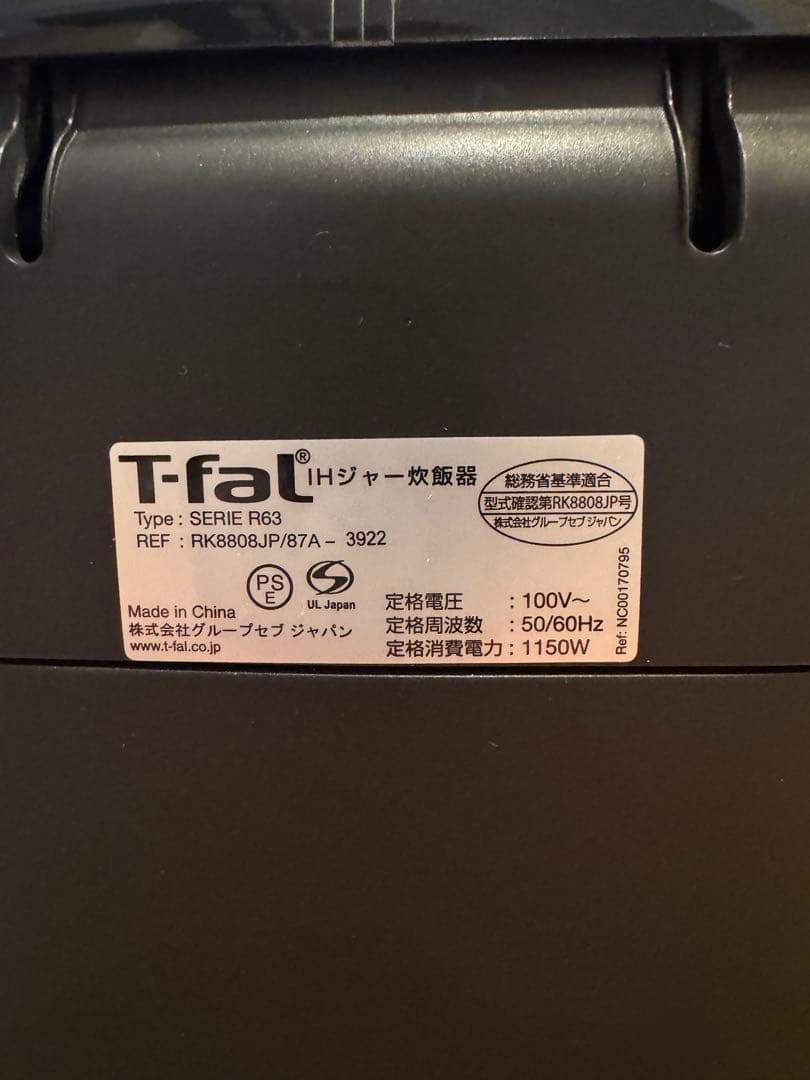 T-fal® IHジャー炊飯器
Type : SERIE R63
REF : RK8808JP/87A – 3922
総務省基準適合
型式確認第RK8808JP号
株式会社グループセブ ジャパン
PS
E
S
UL Japan
Made in China
株式会社グループセブ ジャパン
www.t-fal.co.jp
定格電圧 : 100V〜
定格周波数 : 50/60Hz
定格消費電力 : 1150W
Ref: NC00170795